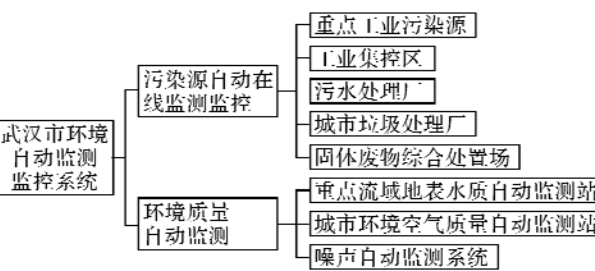 武汉市环境
自动监测
监控系统
污染源自动在
线监测监控
重点工业污染源
工业集控区
污水处理厂
城市垃圾处理厂
固体废物综合处置场
环境质量
自动监测
重点流域地表水质自动监测站
城市环境空气质量自动监测站
噪声自动监测系统